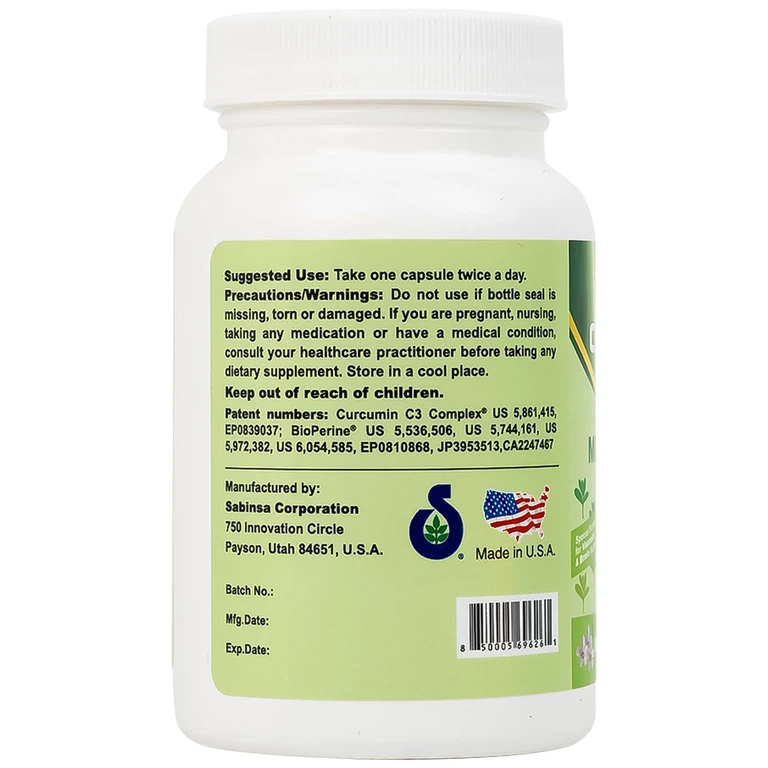 Suggested Use: Take one capsule twice a day.
Precautions/Warnings: Do not use if bottle seal is
missing, torn or damaged. If you are pregnant, nursing,
taking any medication or have a medical condition,
consult your healthcare practitioner before taking any
dietary supplement. Store in a cool place.
Keep out of reach of children.
Patent numbers: Curcumin C3 Complex® US 5,861,415,
EP0839037; BioPerine® US 5,536,506, US 5,744,161, US
5,972,382, US 6,054,585, EP0810868, JP3953513,CA2247467
Manufactured by:
Sabinsa Corporation
750 Innovation Circle
Payson, Utah 84651, U.S.A.
®
Made in U.S.A.
Batch No.:
Mfg.Date:
Exp.Date:
8 50005 69626 1